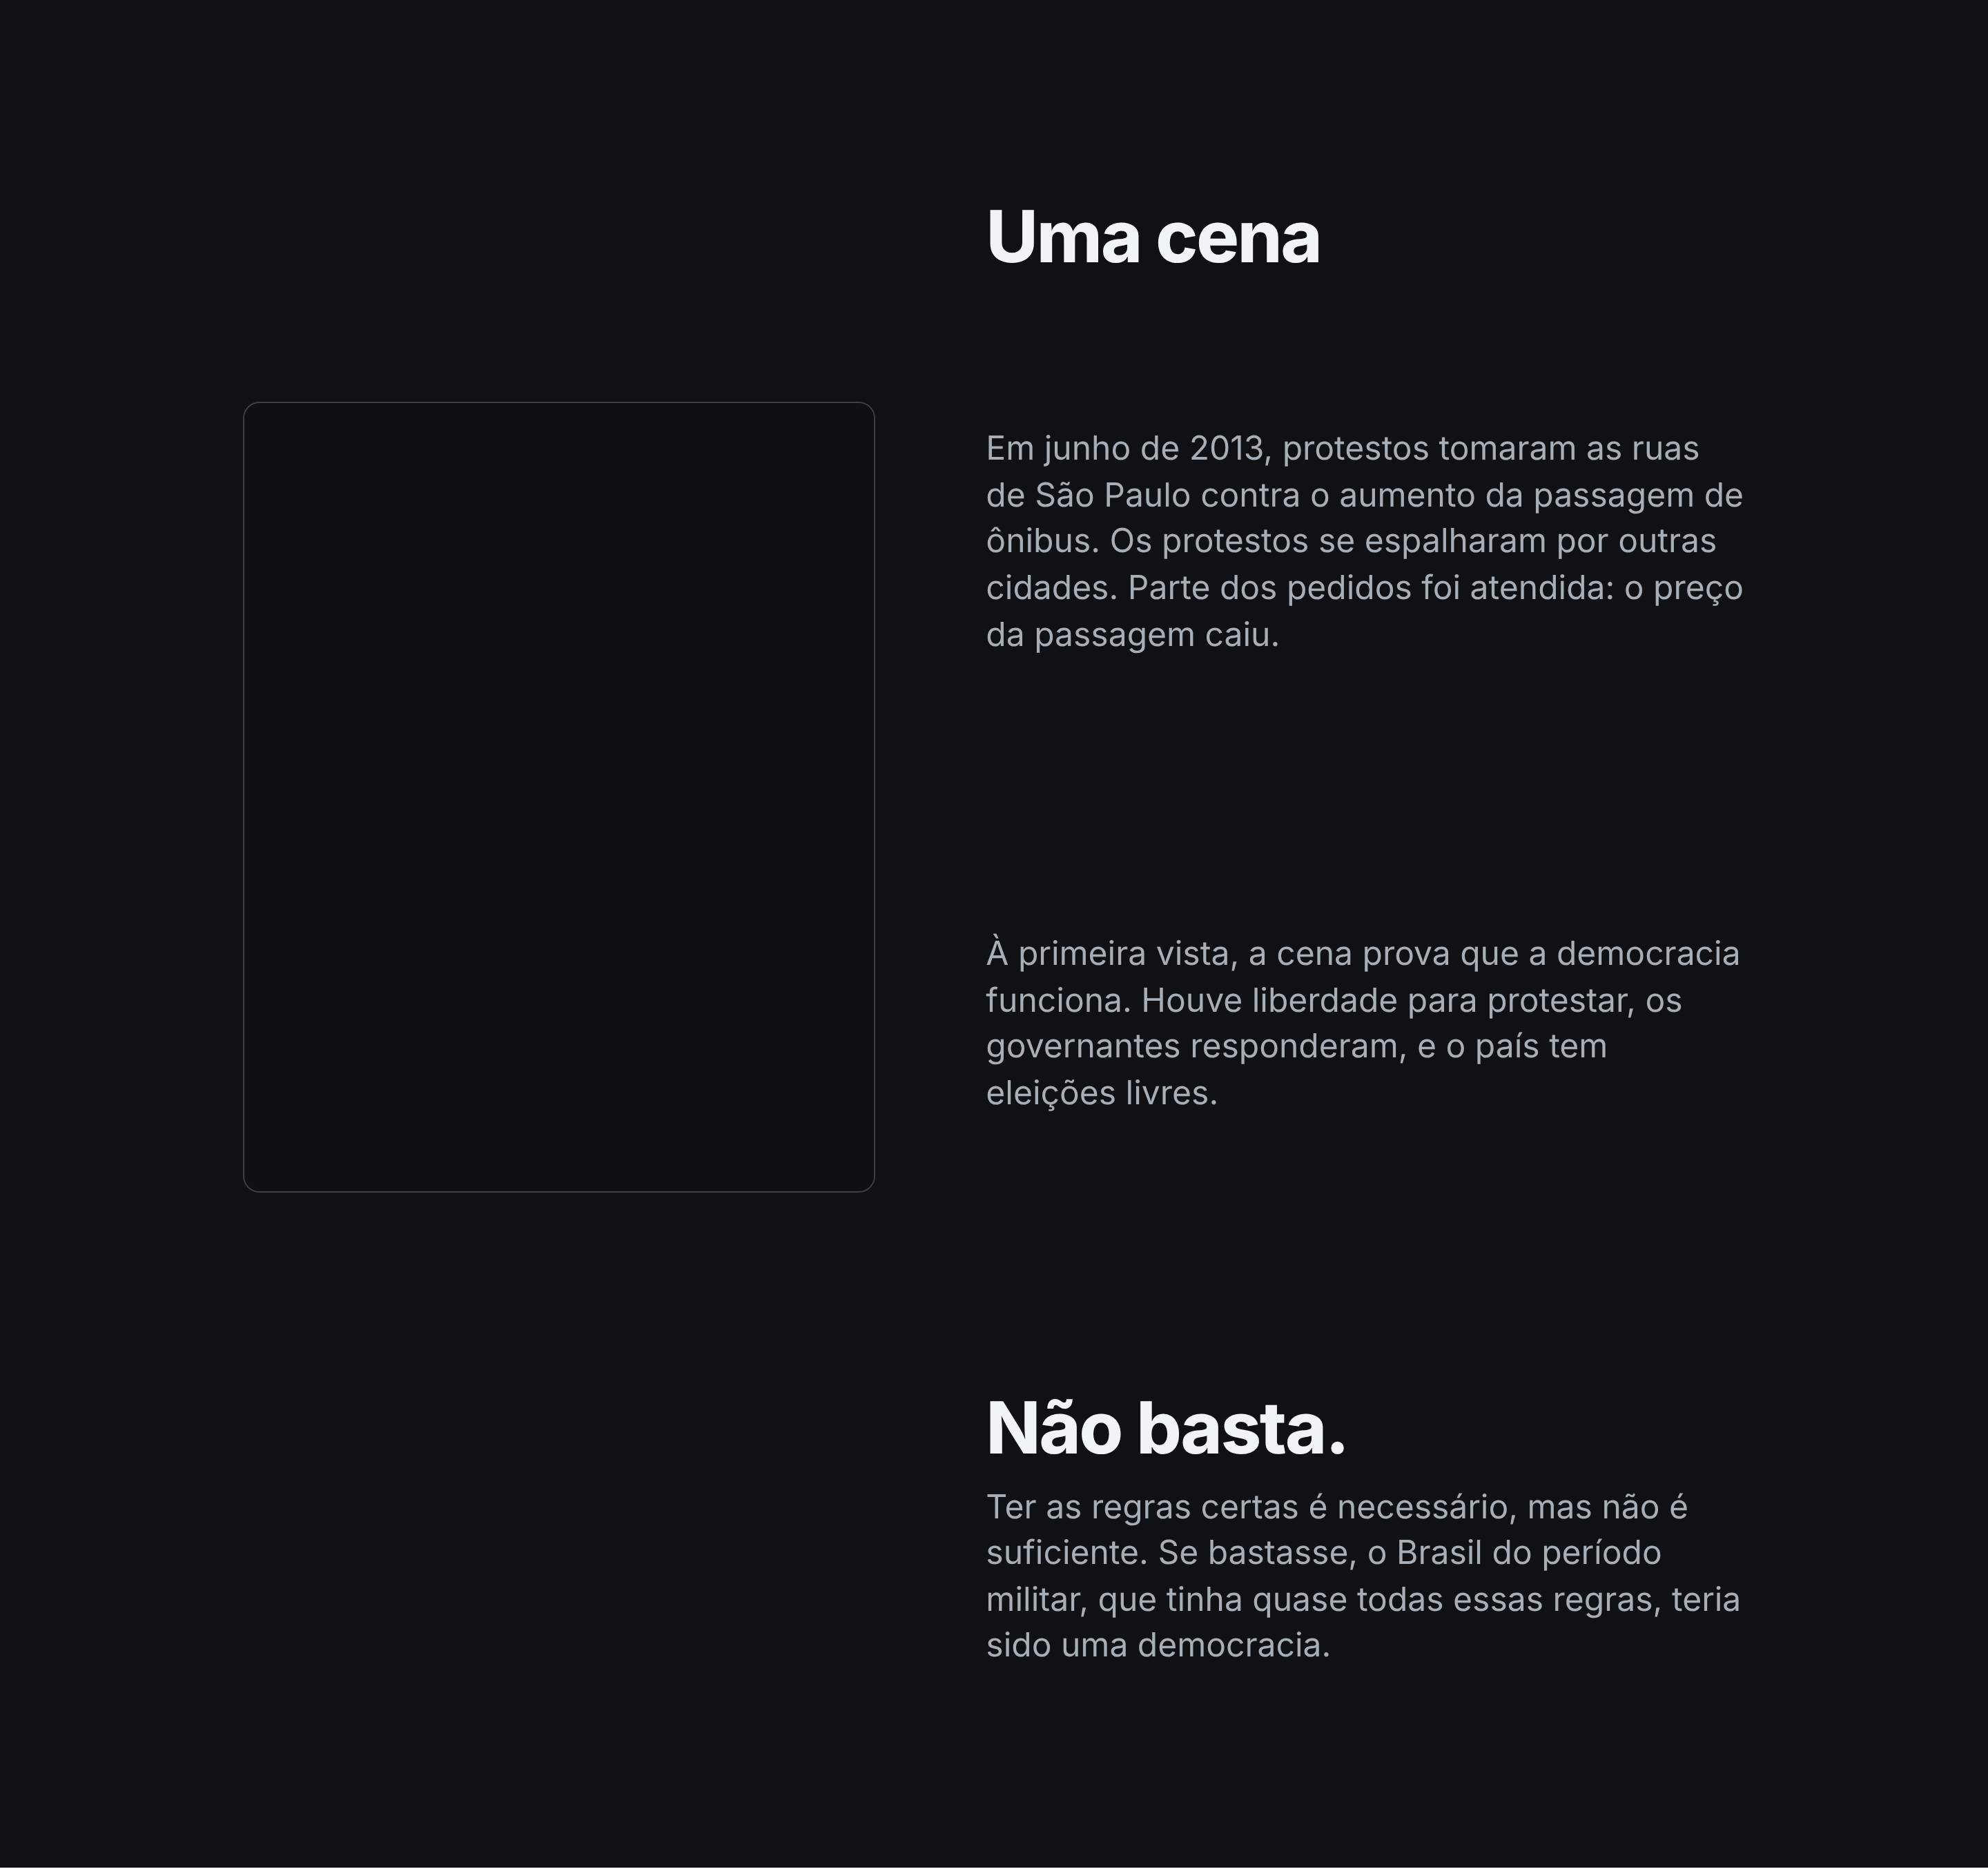 Uma cena
Em junho de 2013, protestos tomaram as ruas
de São Paulo contra o aumento da passagem de
ônibus. Os protestos se espalharam por outras
cidades. Parte dos pedidos foi atendida: o preço
da passagem caiu.
À primeira vista, a cena prova que a democracia
funciona. Houve liberdade para protestar, os
governantes responderam, e o país tem
eleições livres.
Não basta.
Ter as regras certas é necessário, mas não é
suficiente. Se bastasse, o Brasil do período
militar, que tinha quase todas essas regras, teria
sido uma democracia.